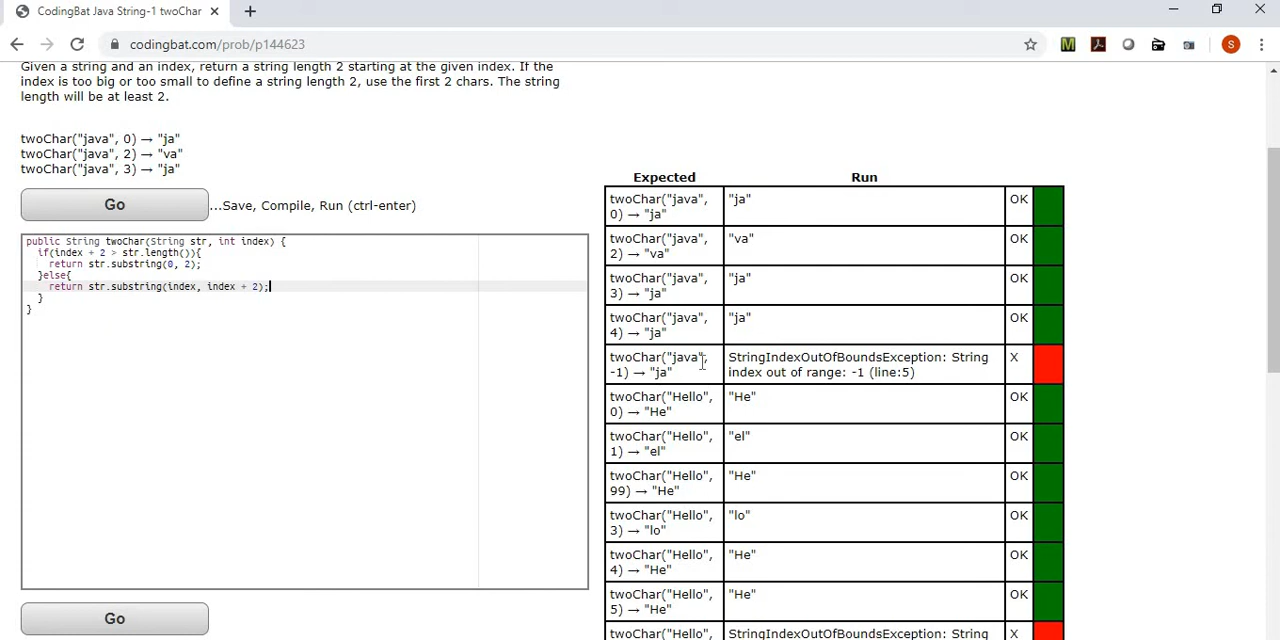 CodingBat Java String-1 twoChar
codingbat.com/prob/p144623
S
Given a string and an index, return a string length 2 starting at the given index. If the
index is too big or too small to define a string length 2, use the first 2 chars. The string
length will be at least 2.
twoChar("java", 0) → "ja"
twoChar("java", 2) → "va"
twoChar("java", 3) → "ja"
Go
...Save, Compile, Run (ctrl-enter)
public String twoChar(String str, int index) {
if(index + 2 > str.length()){
return str.substring(0, 2);
}else{
return str.substring(index, index + 2);
}
}
Go
Expected Run
twoChar("java", "ja" OK
0) → "ja"
twoChar("java", "va" OK
2) → "va"
twoChar("java", "ja" OK
3) → "ja"
twoChar("java", "ja" OK
4) → "ja"
twoChar("java", StringIndexOutOfBoundsException: String X
-1) → "ja" index out of range: -1 (line:5)
twoChar("Hello", "He" OK
0) → "He"
twoChar("Hello", "el" OK
1) → "el"
twoChar("Hello", "He" OK
99) → "He"
twoChar("Hello", "lo" OK
3) → "lo"
twoChar("Hello", "He" OK
4) → "He"
twoChar("Hello", "He" OK
5) → "He"
twoChar("Hello", StringIndexOutOfBoundsException: String X